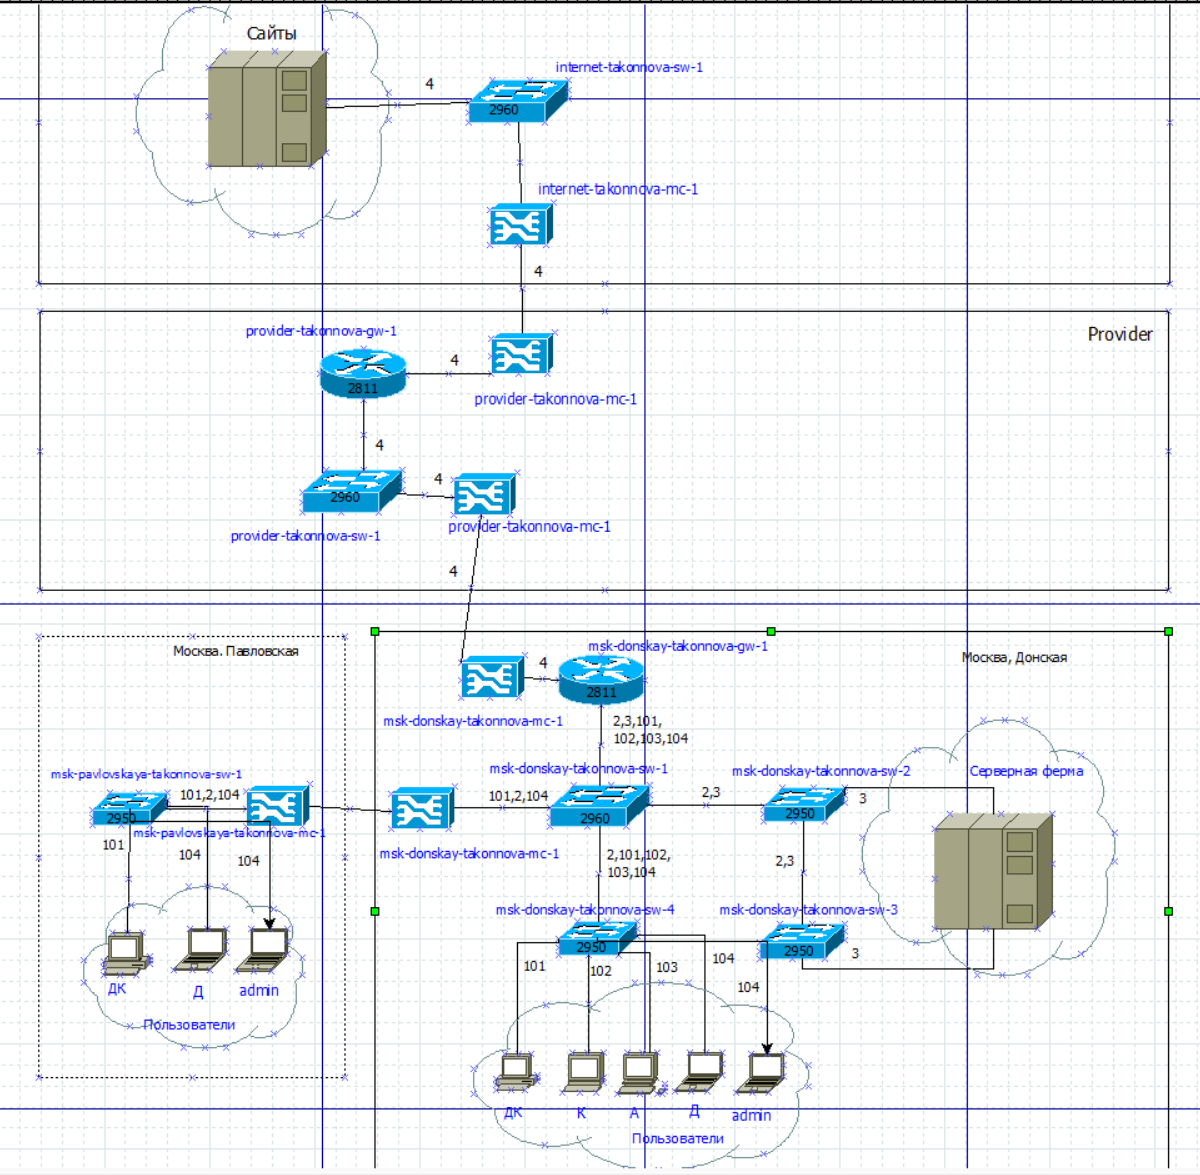 Сайты
4
internet-takonnova-sw-1
2960
internet-takonnova-mc-1
4
Provider
provider-takonnova-gw-1
2811
4
provider-takonnova-mc-1
4
2960
4
provider-takonnova-sw-1
provider-takonnova-mc-1
4
Москва. Павловская
msk-donskay-takonnova-gw-1
Москва, Донская
4
2811
msk-donskay-takonnova-mc-1
2,3,101,
102,103,104
msk-pavlovskaya-takonnova-sw-1
2950
101,2,104
msk-pavlovskaya-takonnova-mc-1
101
104
104
ДК
Д
admin
Пользователи
msk-donskay-takonnova-mc-1
101,2,104
msk-donskay-takonnova-sw-1
2960
2,3
msk-donskay-takonnova-sw-2
2950
3
Серверная ферма
2,101,102,
103,104
2,3
msk-donskay-takonnova-sw-4
2950
msk-donskay-takonnova-sw-3
2950
3
101
102
103
104
104
ДК
К
А
Д
admin
Пользователи